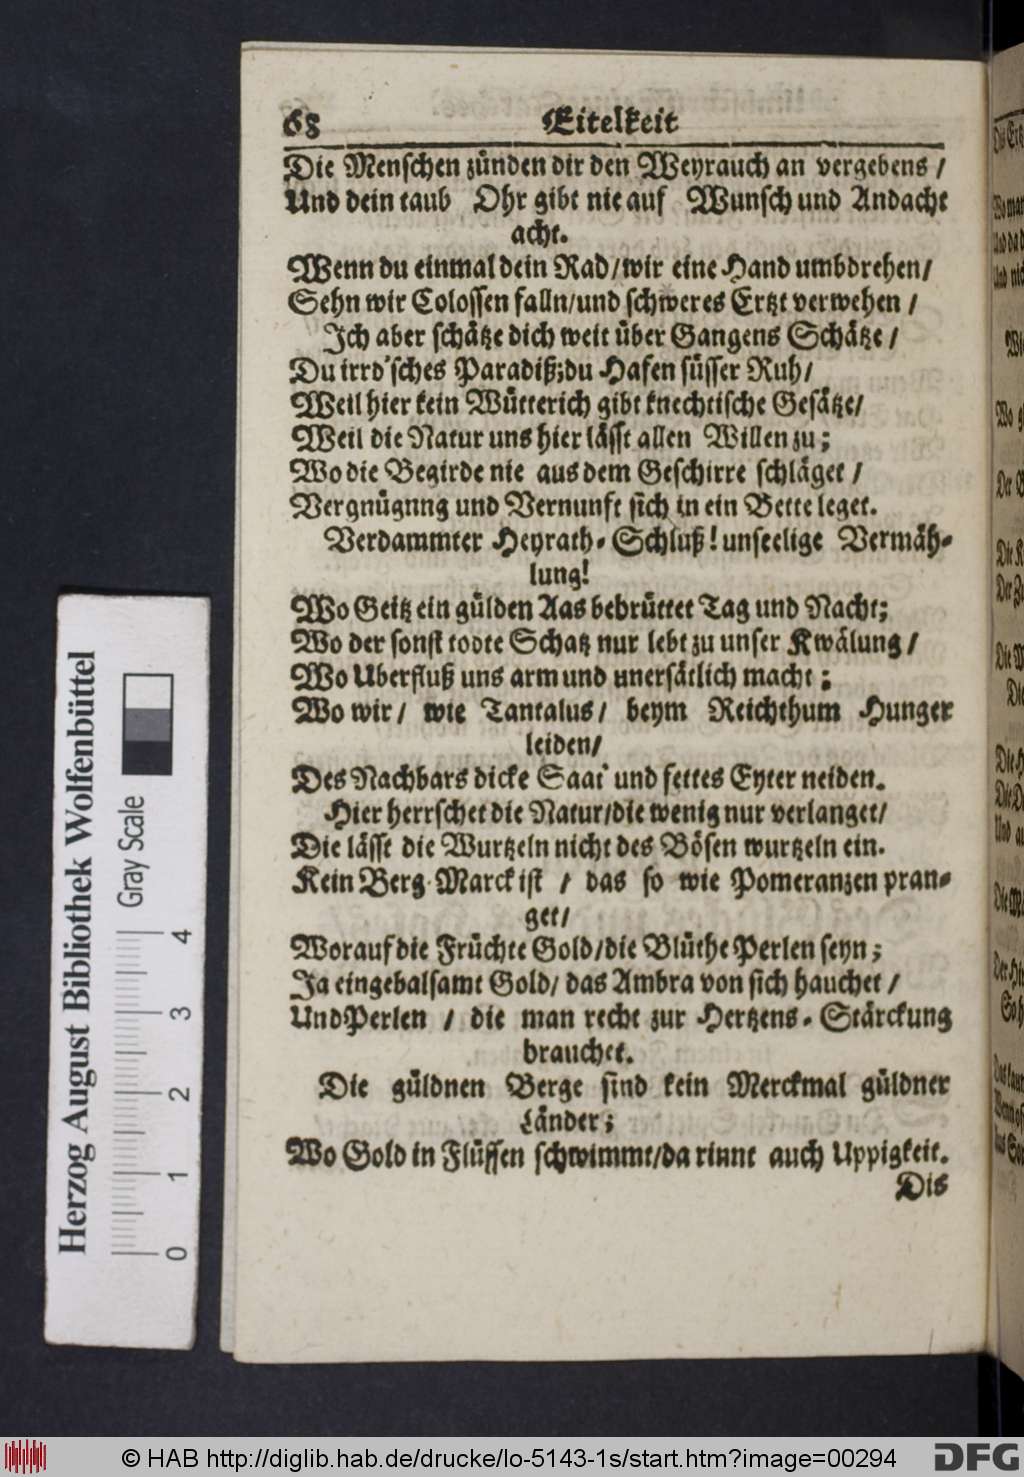 68 Eitelkeit
Die Menschen zünden dir den Weyrauch an vergebens /
Und dein taub Ohr gibt nie auf Wunsch und Andacht
acht.
Wenn du einmal dein Rad/wir eine Hand umbdrehen/
Sehn wir Colossen falln/und schweres Ertzt verwehen /
Ich aber schätze dich weit über Gangens Schätze /
Du irrd'sches Paradiß;du Hafen süsser Ruh/
Weil hier kein Wütterich gibt knechtische Gesätze/
Weil die Natur uns hier lässt allen Willen zu;
Wo die Begirde nie aus dem Geschirre schläget /
Vergnügung und Vernunft sich in ein Bette leget.
Verdammter Heyrath-Schluß! unseelige Vermäh-
lung!
Wo Geitz ein gülden Aas bebrüttet Tag und Nacht;
Wo der sonst todte Schatz nur lebt zu unser Kwälung /
Wo Uberfluß uns arm und unersätlich macht;
Wo wir/ wie Tantalus/ beym Reichthum Hunger
leiden/
Des Nachbars dicke Saat und fettes Eyter neiden.
Hier herrschet die Natur/die wenig nur verlanget/
Die lässt die Wurtzeln nicht des Bösen wurtzeln ein.
Kein Berg-Marck ist / das so wie Pomeranzen pran-
get/
Worauf die Früchte Gold/die Blüthe Perlen seyn;
Ja eingebalsamt Gold/ das Ambra von sich hauchet /
Und Perlen / die man recht zur Hertzens-Stärckung
brauchet.
Die güldnen Berge sind kein Merckmal güldner
Länder;
Wo Gold in Flüssen schwimmt/da rinnt auch Uppigkeit.
Dis
Herzog August Bibliothek Wolfenbüttel
Gray Scale
0 1 2 3 4
© HAB http://diglib.hab.de/drucke/lo-5143-1s/start.htm?image=00294
DFG